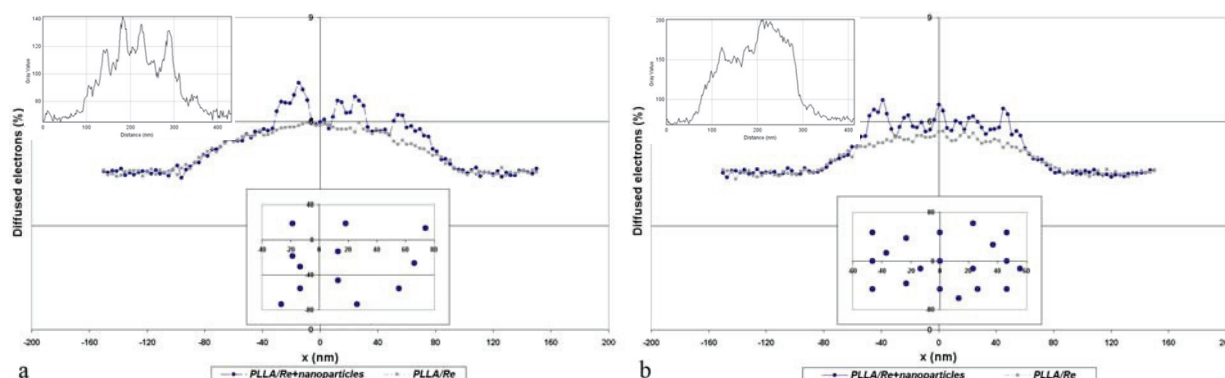 140
120
100
80
Gray Value
0 100 200 300 400
Distance (nm)
9
6
Diffused electrons (%)
40
-40 -20 0 20 40 60 80
-40
-80
0
-200 -160 -120 -80 -40 0 40 80 120 160 200
x (nm)
a
PLLA/Re+nanoparticles PLLA/Re
200
150
100
Gray Value
0 100 200 300 400
Distance (nm)
9
6
Diffused electrons (%)
80
-60 -40 -20 0 20 40 60
-80
0
-200 -160 -120 -80 -40 0 40 80 120 160 200
x (nm)
b
PLLA/Re+nanoparticles PLLA/Re